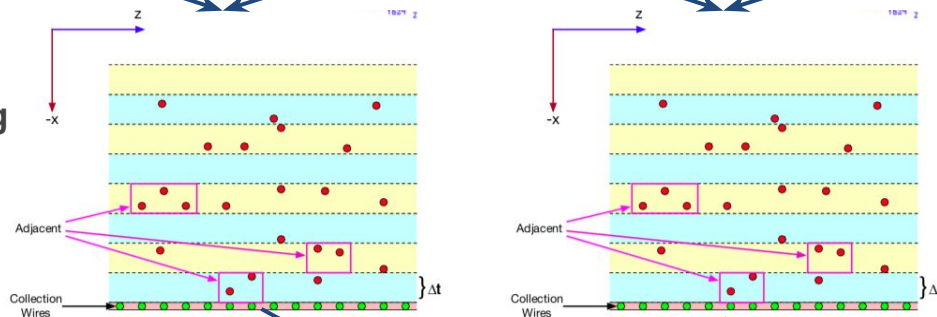 z
z
z
z
g
-x
-x
Adjacent
Adjacent
Δt
Δ
Collection
Wires
Collection
Wires